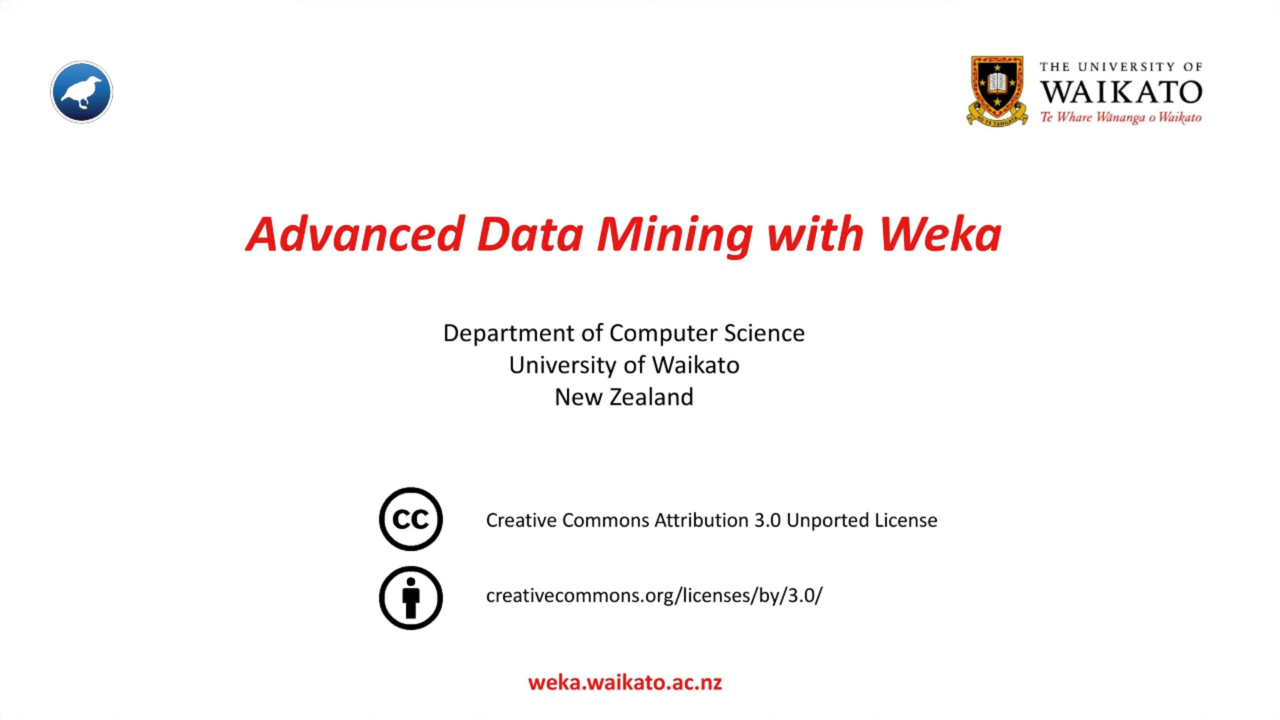 THE UNIVERSITY OF
WAIKATO
Te Whare Wānanga o Waikato
Advanced Data Mining with Weka
Department of Computer Science
University of Waikato
New Zealand
CC
Creative Commons Attribution 3.0 Unported License
creativecommons.org/licenses/by/3.0/
weka.waikato.ac.nz